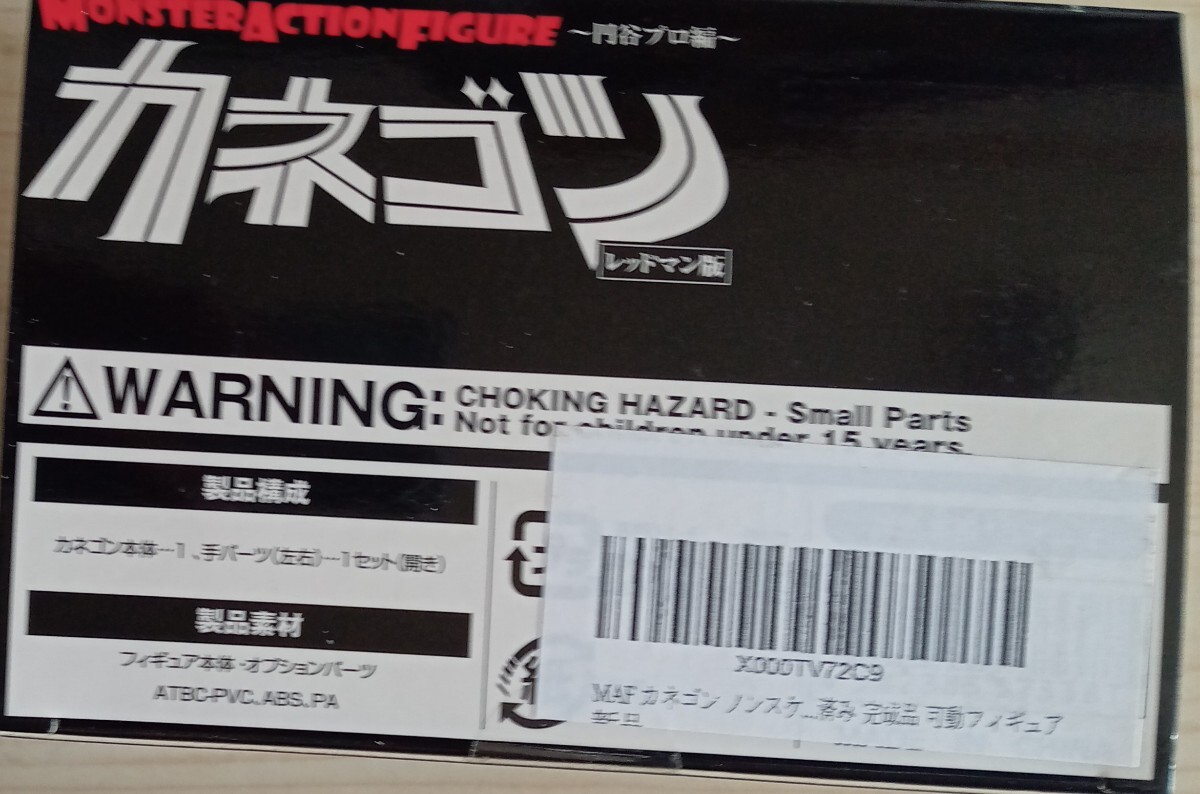 MONSTERACTIONFIGURE ～円谷プロ編～
カネゴン
レッドマン版
WARNING: CHOKING HAZARD - Small Parts
Not for children under 15 years.
製品構成
カネゴン本体…1、手パーツ(左右)…1セット(開き)
製品素材
フィギュア本体・オプションパーツ
ATBC-PVC、ABS、PA
X000TV72C9
MAF カネゴン ノンスケ...済み 完成品 可動フィギュア
新品